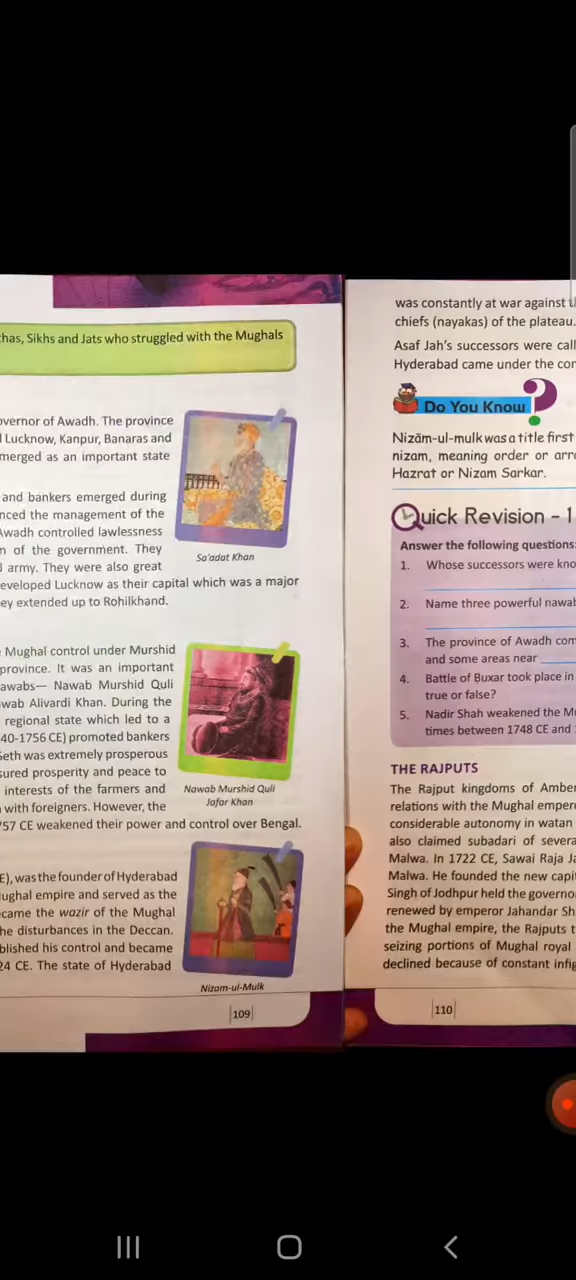 thas, Sikhs and Jats who struggled with the Mughals
overnor of Awadh. The province
Lucknow, Kanpur, Banaras and
merged as an important state
and bankers emerged during
nced the management of the
Awadh controlled lawlessness
n of the government. They
army. They were also great
eveloped Lucknow as their capital which was a major
ey extended up to Rohilkhand.
Sa'adat Khan
Mughal control under Murshid
province. It was an important
awabs— Nawab Murshid Quli
wab Alivardi Khan. During the
regional state which led to a
40-1756 CE) promoted bankers
Seth was extremely prosperous
sured prosperity and peace to
interests of the farmers and
with foreigners. However, the
757 CE weakened their power and control over Bengal.
Nawab Murshid Quli
Jafar Khan
E), was the founder of Hyderabad
ughal empire and served as the
came the wazir of the Mughal
he disturbances in the Deccan.
blished his control and became
24 CE. The state of Hyderabad
Nizam-ul-Mulk
109
was constantly at war against t
chiefs (nayakas) of the plateau.
Asaf Jah's successors were call
Hyderabad came under the con
Do You Know ?
Nizām-ul-mulk was a title first
nizam, meaning order or arra
Hazrat or Nizam Sarkar.
Quick Revision - 1
Answer the following questions:
1. Whose successors were kno
2. Name three powerful nawab
3. The province of Awadh com
and some areas near
4. Battle of Buxar took place in
true or false?
5. Nadir Shah weakened the Mu
times between 1748 CE and
THE RAJPUTS
The Rajput kingdoms of Amber
relations with the Mughal empero
considerable autonomy in watan
also claimed subadari of severa
Malwa. In 1722 CE, Sawai Raja Ja
Malwa. He founded the new capit
Singh of Jodhpur held the governo
renewed by emperor Jahandar Sh
the Mughal empire, the Rajputs t
seizing portions of Mughal royal
declined because of constant infig
110